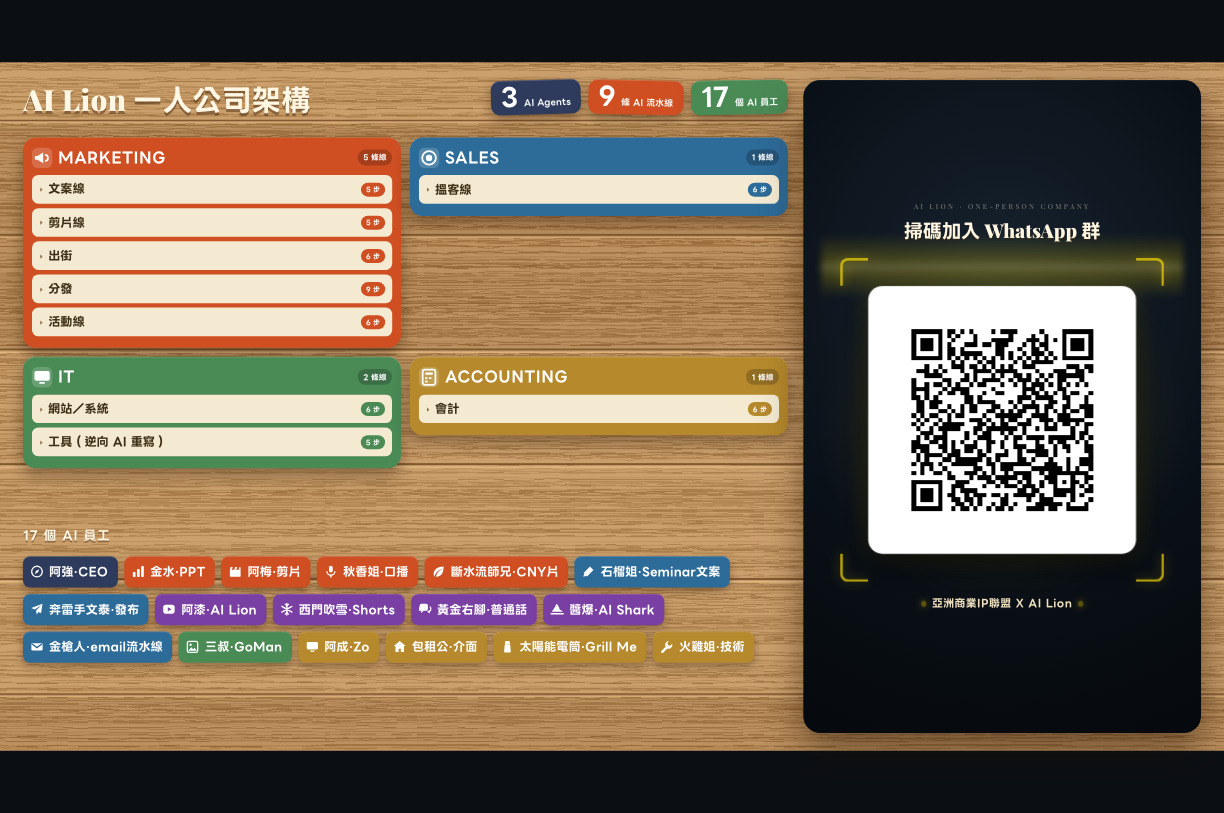 AI Lion 一人公司架構
3 AI Agents
9 條 AI 流水線
17 個 AI 員工
MARKETING
5 條線
文案線
5 步
剪片線
5 步
出街
6 步
分發
9 步
活動線
6 步
SALES
1 條線
搵客線
6 步
IT
2 條線
網站／系統
6 步
工具 ( 逆向 AI 重寫 )
5 步
ACCOUNTING
1 條線
會計
6 步
17 個 AI 員工
阿強·CEO
金水·PPT
阿梅·剪片
秋香姐·口播
斷水流師兄·CNY片
石榴姐·Seminar文案
奔雷手文泰·發布
阿漆·AI Lion
西門吹雪·Shorts
黃金右腳·普通話
醬爆·AI Shark
金槍人·email流水線
三叔·GoMan
阿成·Zo
包租公·介面
太陽能電筒·Grill Me
火雞姐·技術
AI LION · ONE-PERSON COMPANY
掃碼加入 WhatsApp 群
亞洲商業IP聯盟 X AI Lion